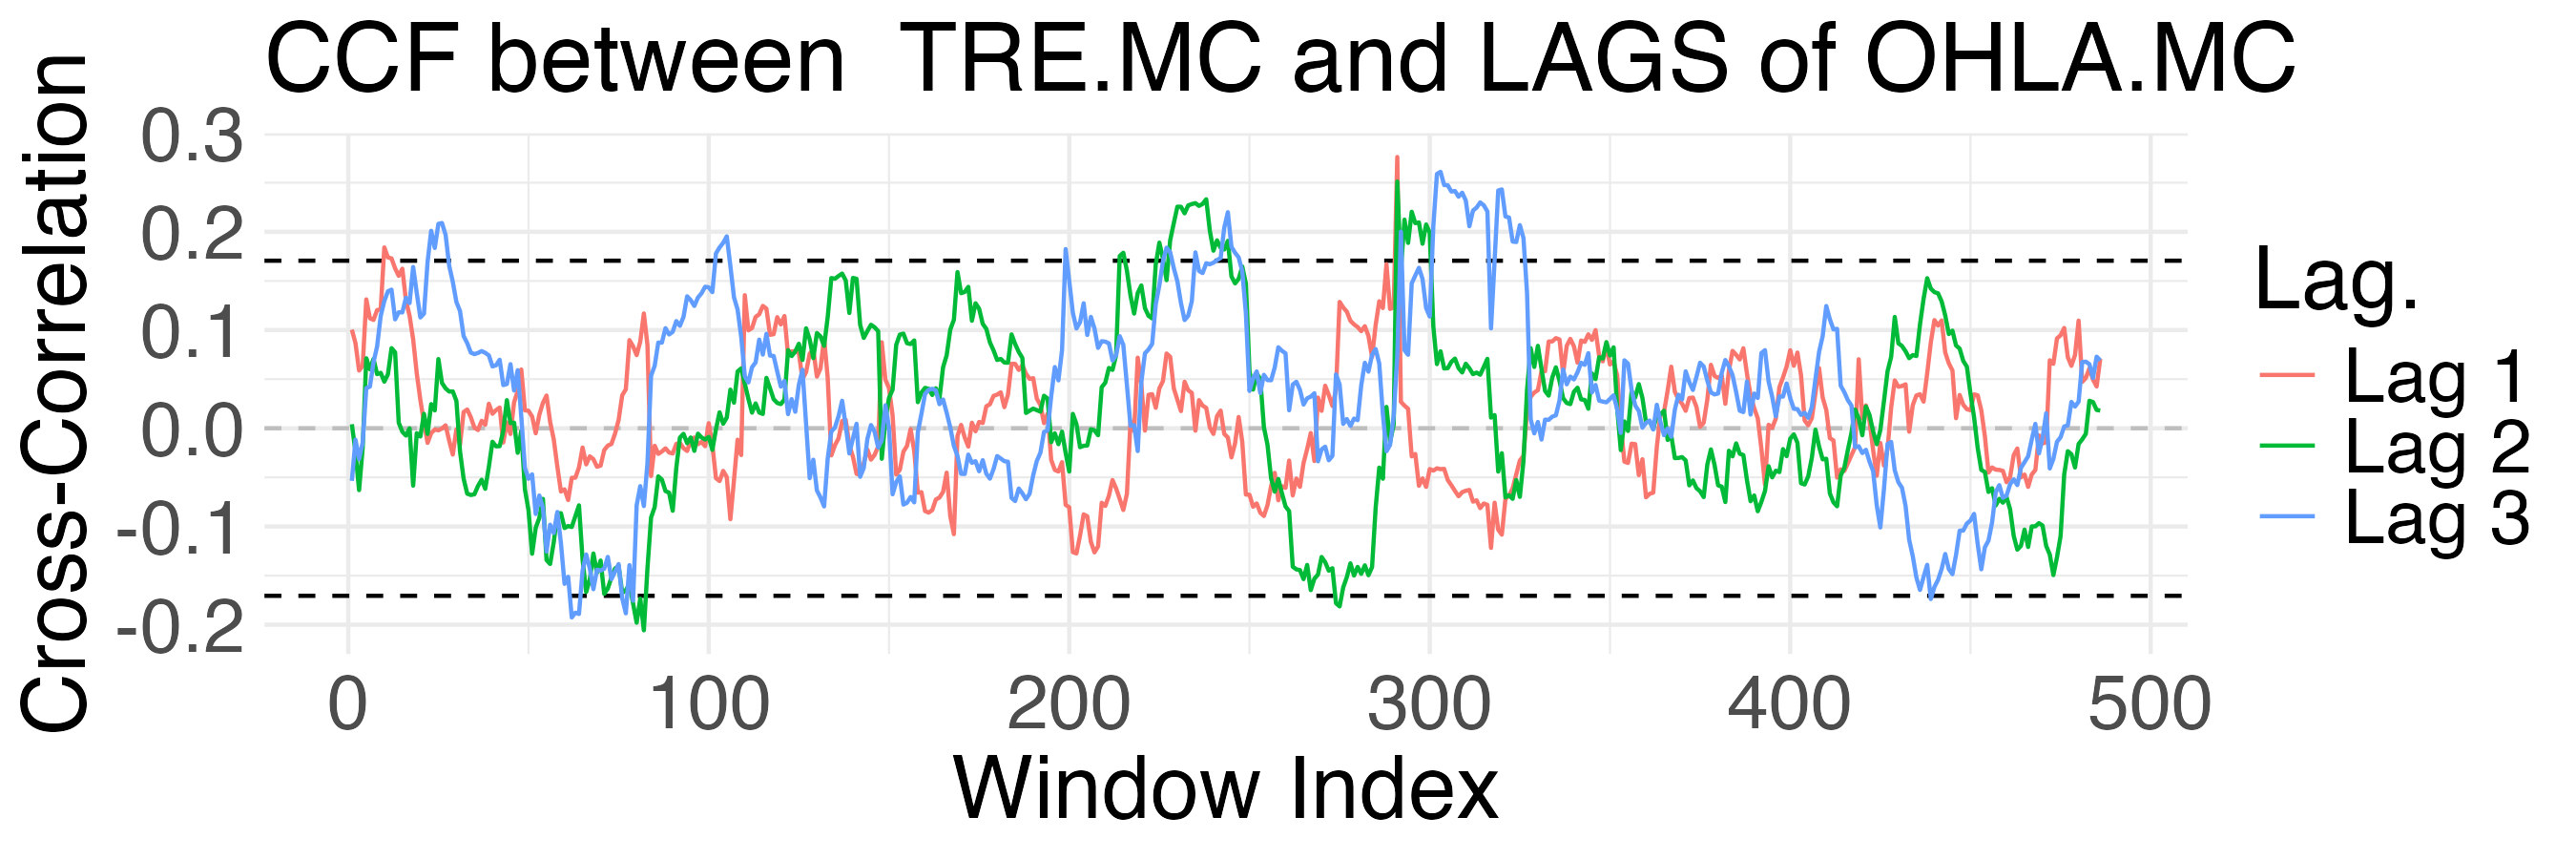 CCF between  TRE.MC and LAGS of OHLA.MC
Cross-Correlation
0.3
0.2
0.1
0.0
-0.1
-0.2
0 100 200 300 400 500
Window Index
Lag.
Lag 1
Lag 2
Lag 3